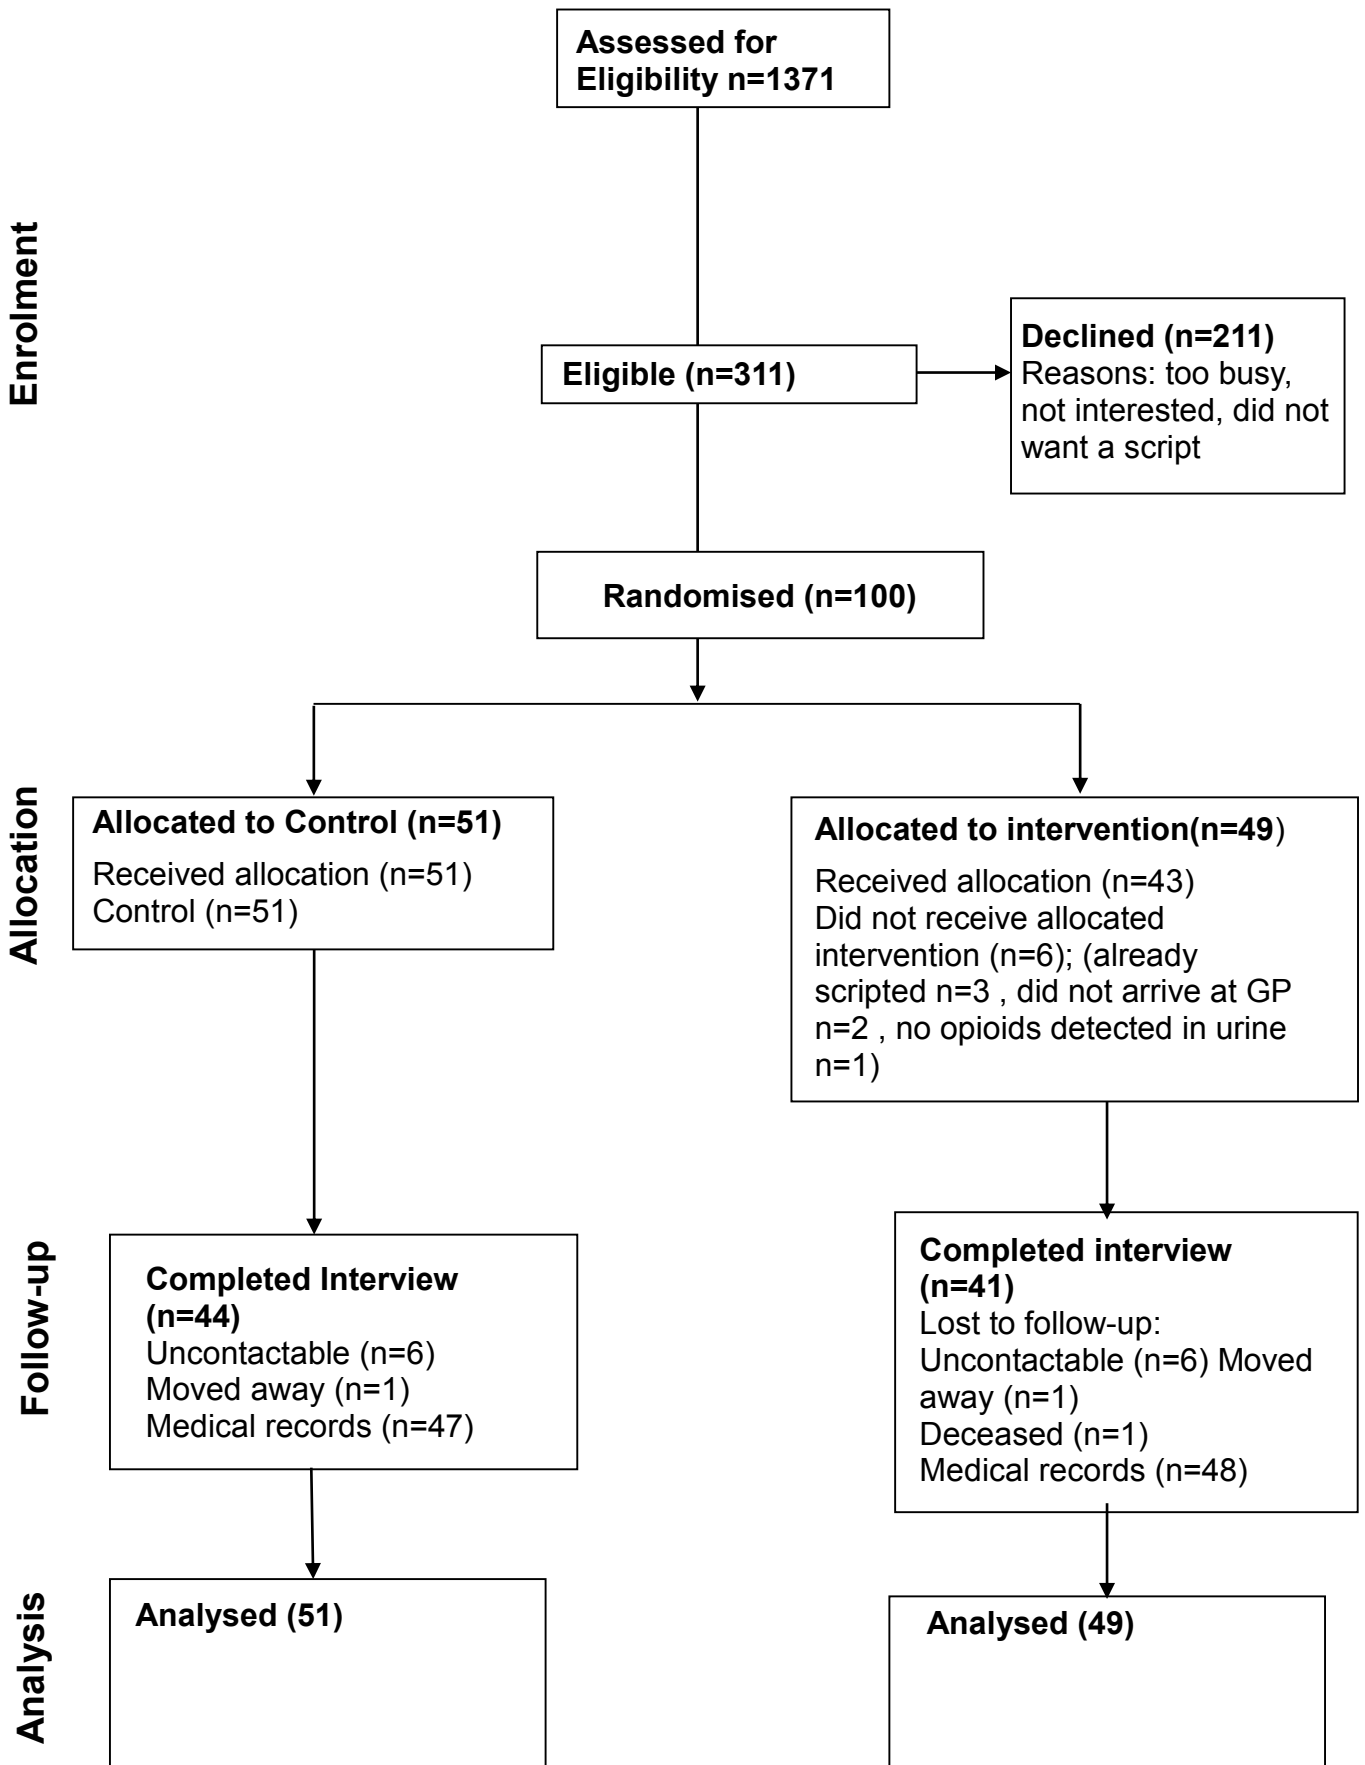 Assessed for
Eligibility n=1371
Enrolment
Declined (n=211)
Reasons: too busy,
not interested, did not
want a script
Eligible (n=311)
Randomised (n=100)
Allocation
Allocated to Control (n=51)
Received allocation (n=51)
Control (n=51)
Allocated to intervention(n=49)
Received allocation (n=43)
Did not receive allocated
intervention (n=6); (already
scripted n=3 , did not arrive at GP
n=2 , no opioids detected in urine
n=1)
Follow-up
Completed Interview
(n=44)
Uncontactable (n=6)
Moved away (n=1)
Medical records (n=47)
Completed interview
(n=41)
Lost to follow-up:
Uncontactable (n=6) Moved
away (n=1)
Deceased (n=1)
Medical records (n=48)
Analysis
Analysed (51)
Analysed (49)